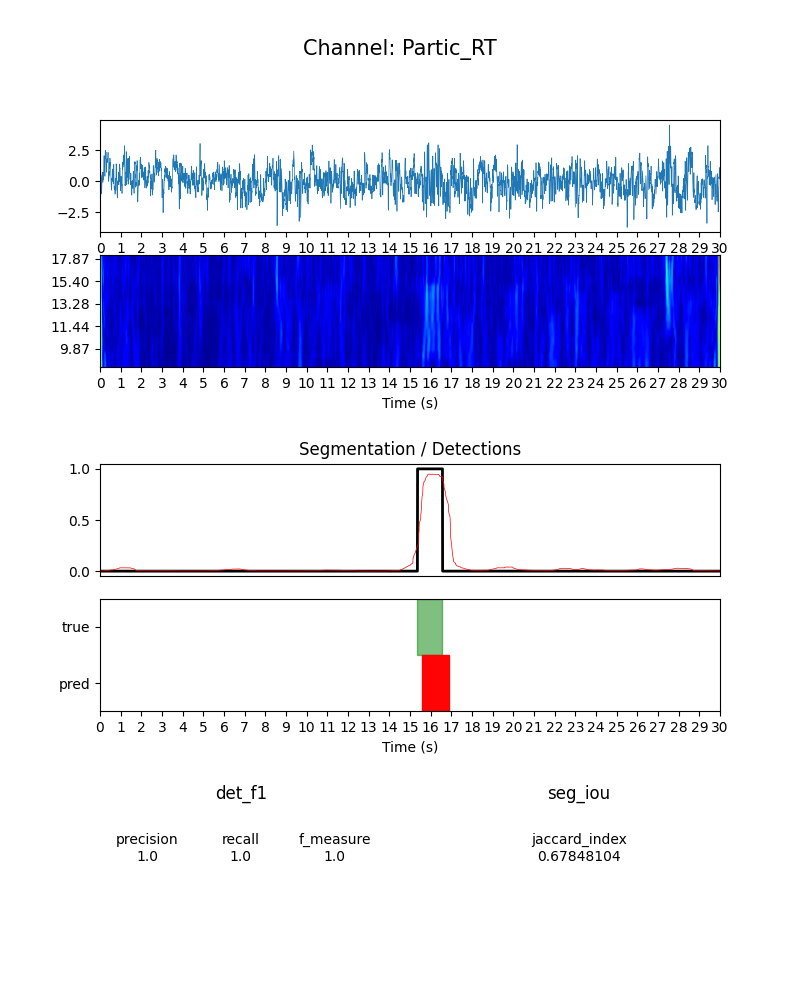 Channel: Partic_RT
2.5
0.0
−2.5
0 1 2 3 4 5 6 7 8 9 10 11 12 13 14 15 16 17 18 19 20 21 22 23 24 25 26 27 28 29 30
17.87
15.40
13.28
11.44
9.87
0 1 2 3 4 5 6 7 8 9 10 11 12 13 14 15 16 17 18 19 20 21 22 23 24 25 26 27 28 29 30
Time (s)
Segmentation / Detections
1.0
0.5
0.0
true
pred
0 1 2 3 4 5 6 7 8 9 10 11 12 13 14 15 16 17 18 19 20 21 22 23 24 25 26 27 28 29 30
Time (s)
det_f1 seg_iou
precision recall f_measure jaccard_index
1.0 1.0 1.0 0.67848104